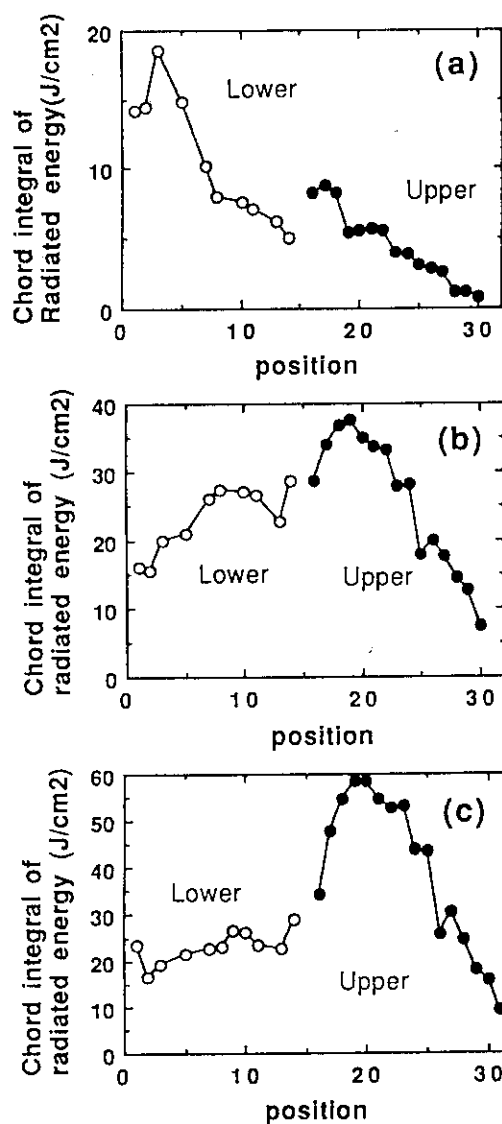 Chord integral of
Radiated energy(J/cm2)
20
10
0
(a)
Lower
Upper
0 10 20 30
position
Chord integral of
radiated energy (J/cm2)
40
30
20
10
0
(b)
Lower
Upper
0 10 20 30
position
Chord integral of
radiated energy (J/cm2)
60
50
40
30
20
10
0
(c)
Lower
Upper
0 10 20 30
position